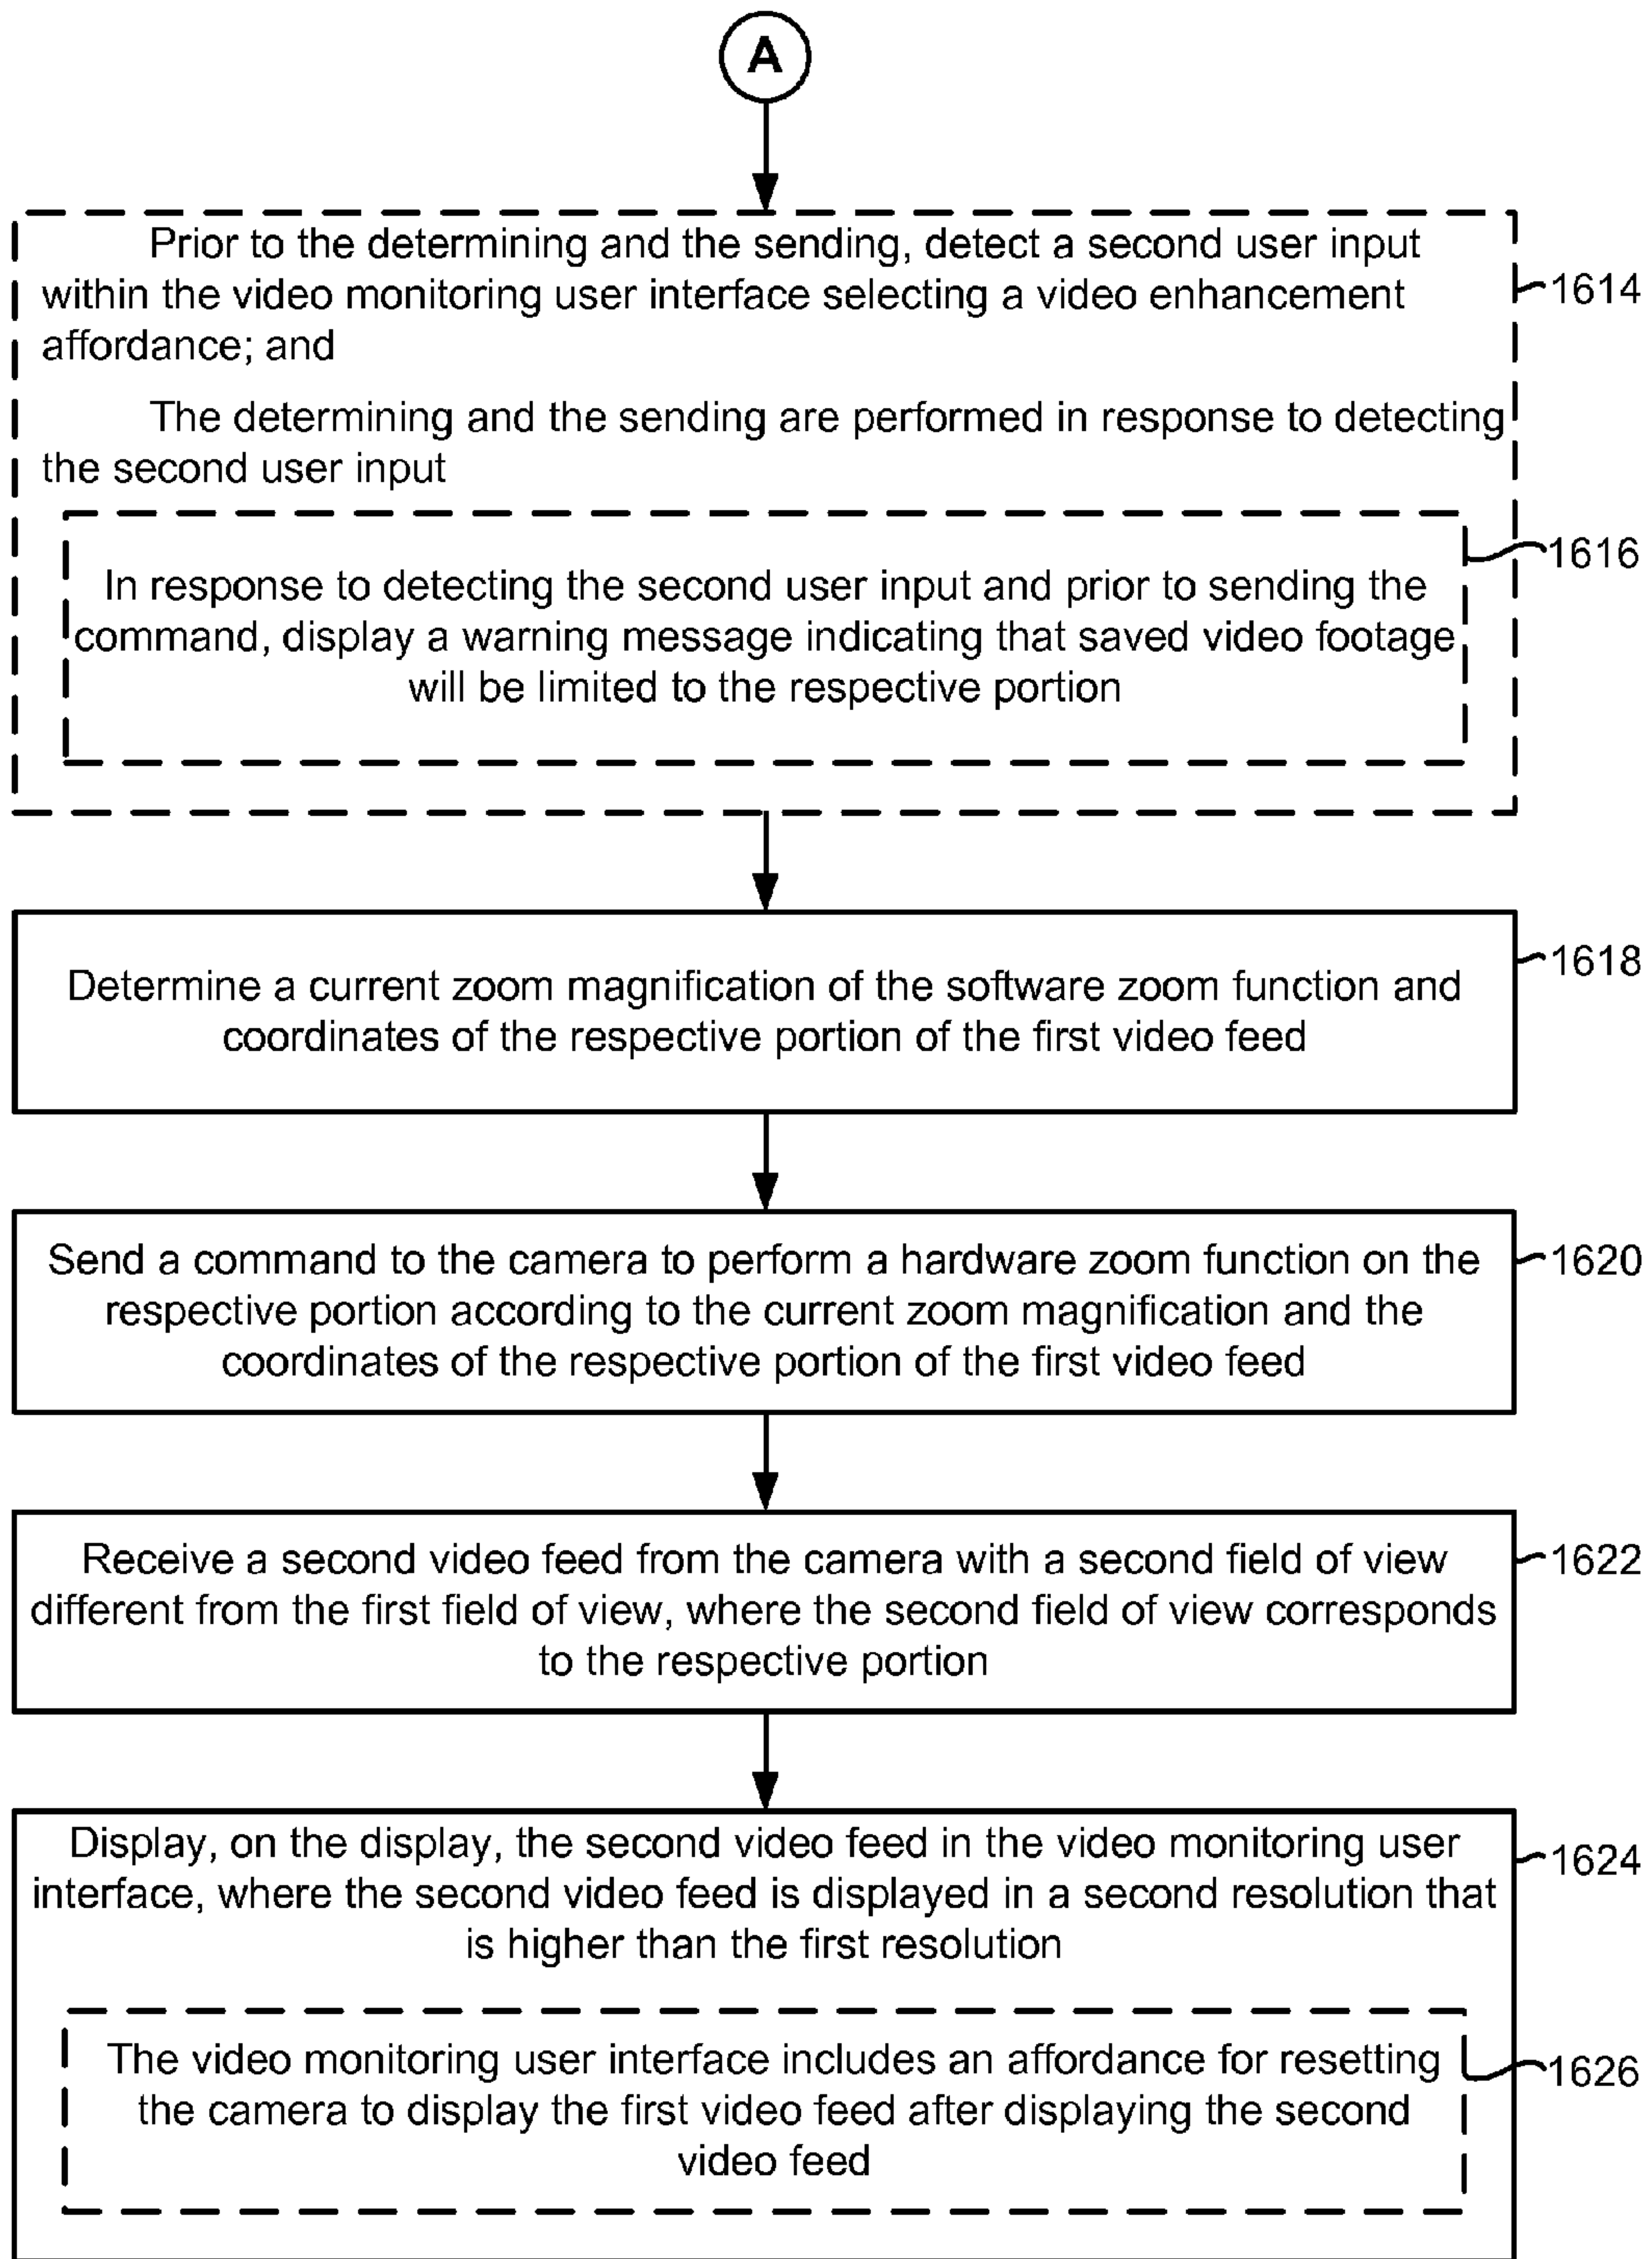 A
Prior to the determining and the sending, detect a second user input
within the video monitoring user interface selecting a video enhancement
affordance; and
The determining and the sending are performed in response to detecting
the second user input
1614
In response to detecting the second user input and prior to sending the
command, display a warning message indicating that saved video footage
will be limited to the respective portion
1616
Determine a current zoom magnification of the software zoom function and
coordinates of the respective portion of the first video feed
1618
Send a command to the camera to perform a hardware zoom function on the
respective portion according to the current zoom magnification and the
coordinates of the respective portion of the first video feed
1620
Receive a second video feed from the camera with a second field of view
different from the first field of view, where the second field of view corresponds
to the respective portion
1622
Display, on the display, the second video feed in the video monitoring user
interface, where the second video feed is displayed in a second resolution that
is higher than the first resolution
1624
The video monitoring user interface includes an affordance for resetting
the camera to display the first video feed after displaying the second
video feed
1626